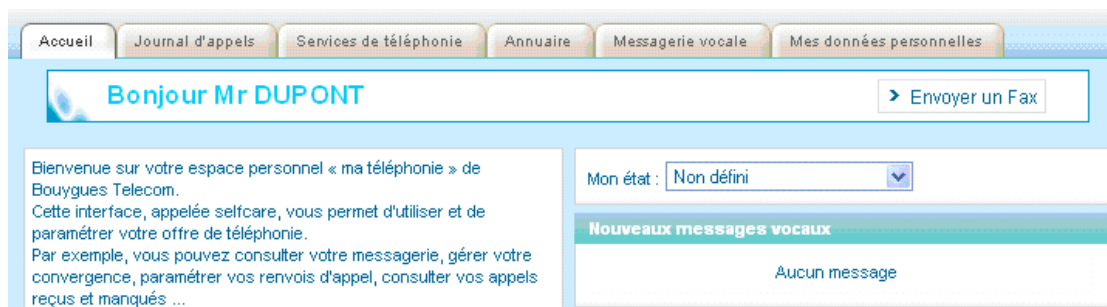 Accueil Journal d'appels Services de téléphonie Annuaire Messagerie vocale Mes données personnelles
Bonjour Mr DUPONT
Envoyer un Fax
Bienvenue sur votre espace personnel « ma téléphonie » de
Bouygues Telecom.
Cette interface, appelée selfcare, vous permet d'utiliser et de
paramétrer votre offre de téléphonie.
Par exemple, vous pouvez consulter votre messagerie, gérer votre
convergence, paramétrer vos renvois d'appel, consulter vos appels
reçus et manqués ...
Mon état : Non défini
Nouveaux messages vocaux
Aucun message